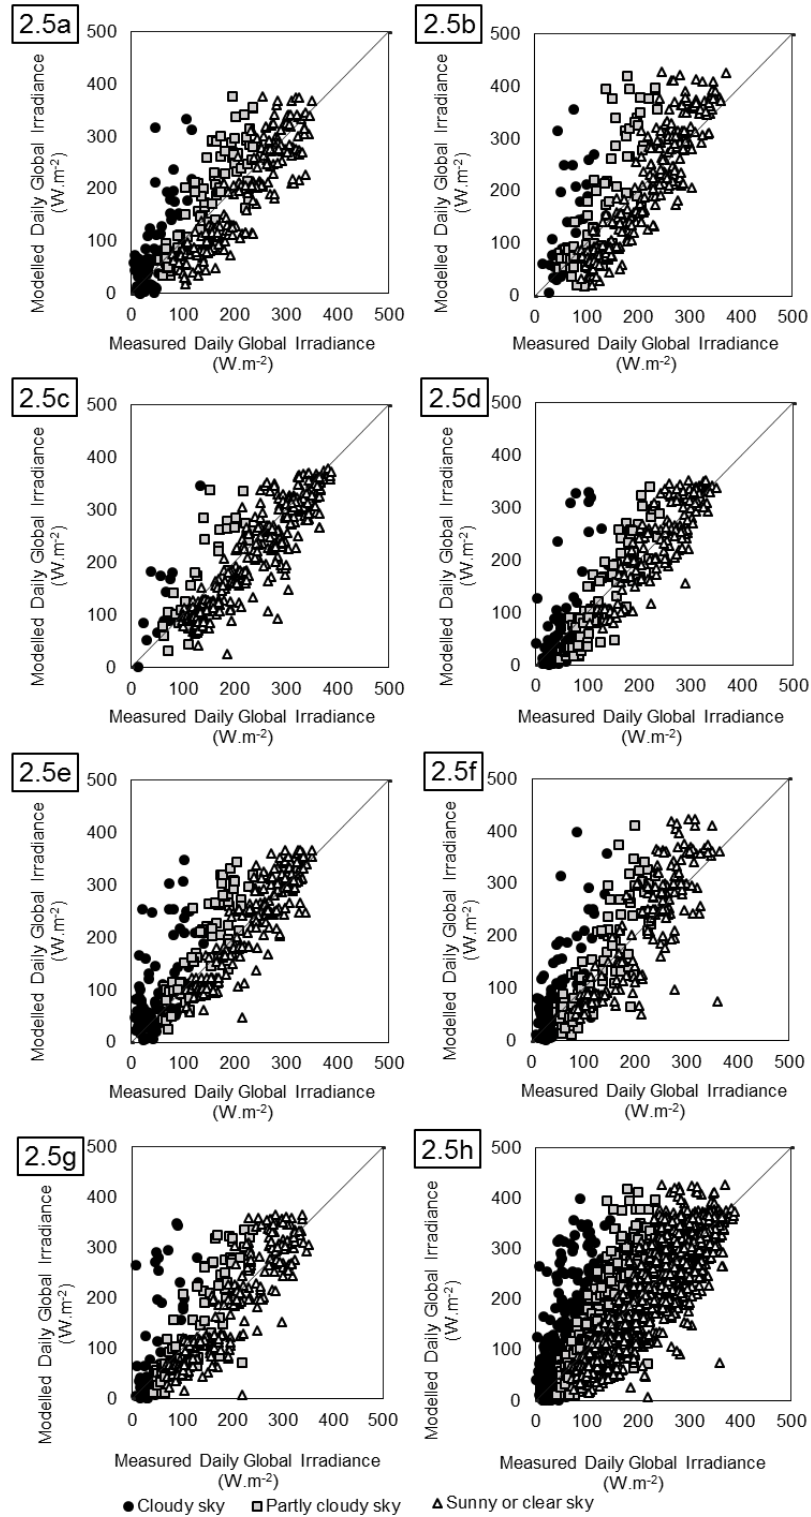 2.5a
500
400
300
200
100
0
Modelled Daily Global Irradiance
(W.m-2)
0 100 200 300 400 500
Measured Daily Global Irradiance
(W.m-2)
2.5b
500
400
300
200
100
0
Modelled Daily Global Irradiance
(W.m-2)
0 100 200 300 400 500
Measured Daily Global Irradiance
(W.m-2)
2.5c
500
400
300
200
100
0
Modelled Daily Global Irradiance
(W.m-2)
0 100 200 300 400 500
Measured Daily Global Irradiance
(W.m-2)
2.5d
500
400
300
200
100
0
Modelled Daily Global Irradiance
(W.m-2)
0 100 200 300 400 500
Measured Daily Global Irradiance
(W.m-2)
2.5e
500
400
300
200
100
0
Modelled Daily Global Irradiance
(W.m-2)
0 100 200 300 400 500
Measured Daily Global Irradiance
(W.m-2)
2.5f
500
400
300
200
100
0
Modelled Daily Global Irradiance
(W.m-2)
0 100 200 300 400 500
Measured Daily Global Irradiance
(W.m-2)
2.5g
500
400
300
200
100
0
Modelled Daily Global Irradiance
(W.m-2)
0 100 200 300 400 500
Measured Daily Global Irradiance
(W.m-2)
2.5h
500
400
300
200
100
0
Modelled Daily Global Irradiance
(W.m-2)
0 100 200 300 400 500
Measured Daily Global Irradiance
(W.m-2)
Cloudy sky Partly cloudy sky Sunny or clear sky